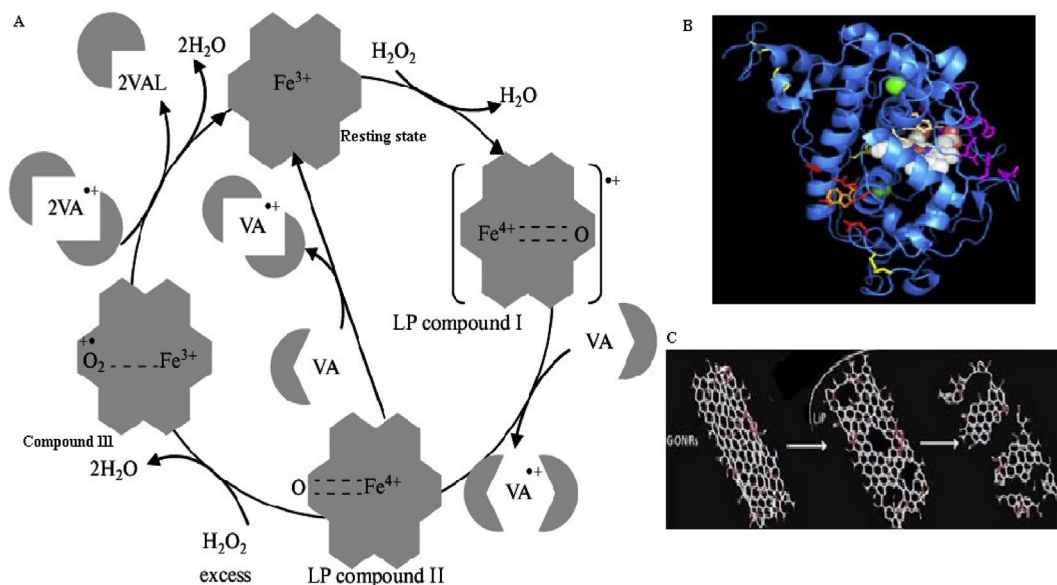 A
2VAL
2H₂O
Fe³⁺
Resting state
H₂O₂
H₂O
2VA•+
VA•+
•+
Fe⁴⁺ ==== O
LP compound I
VA
VA
VA•+
+•
O₂ ---- Fe³⁺
Compound III
2H₂O
O ==== Fe⁴⁺
H₂O₂
excess
LP compound II
B
C
GONRs
LiP